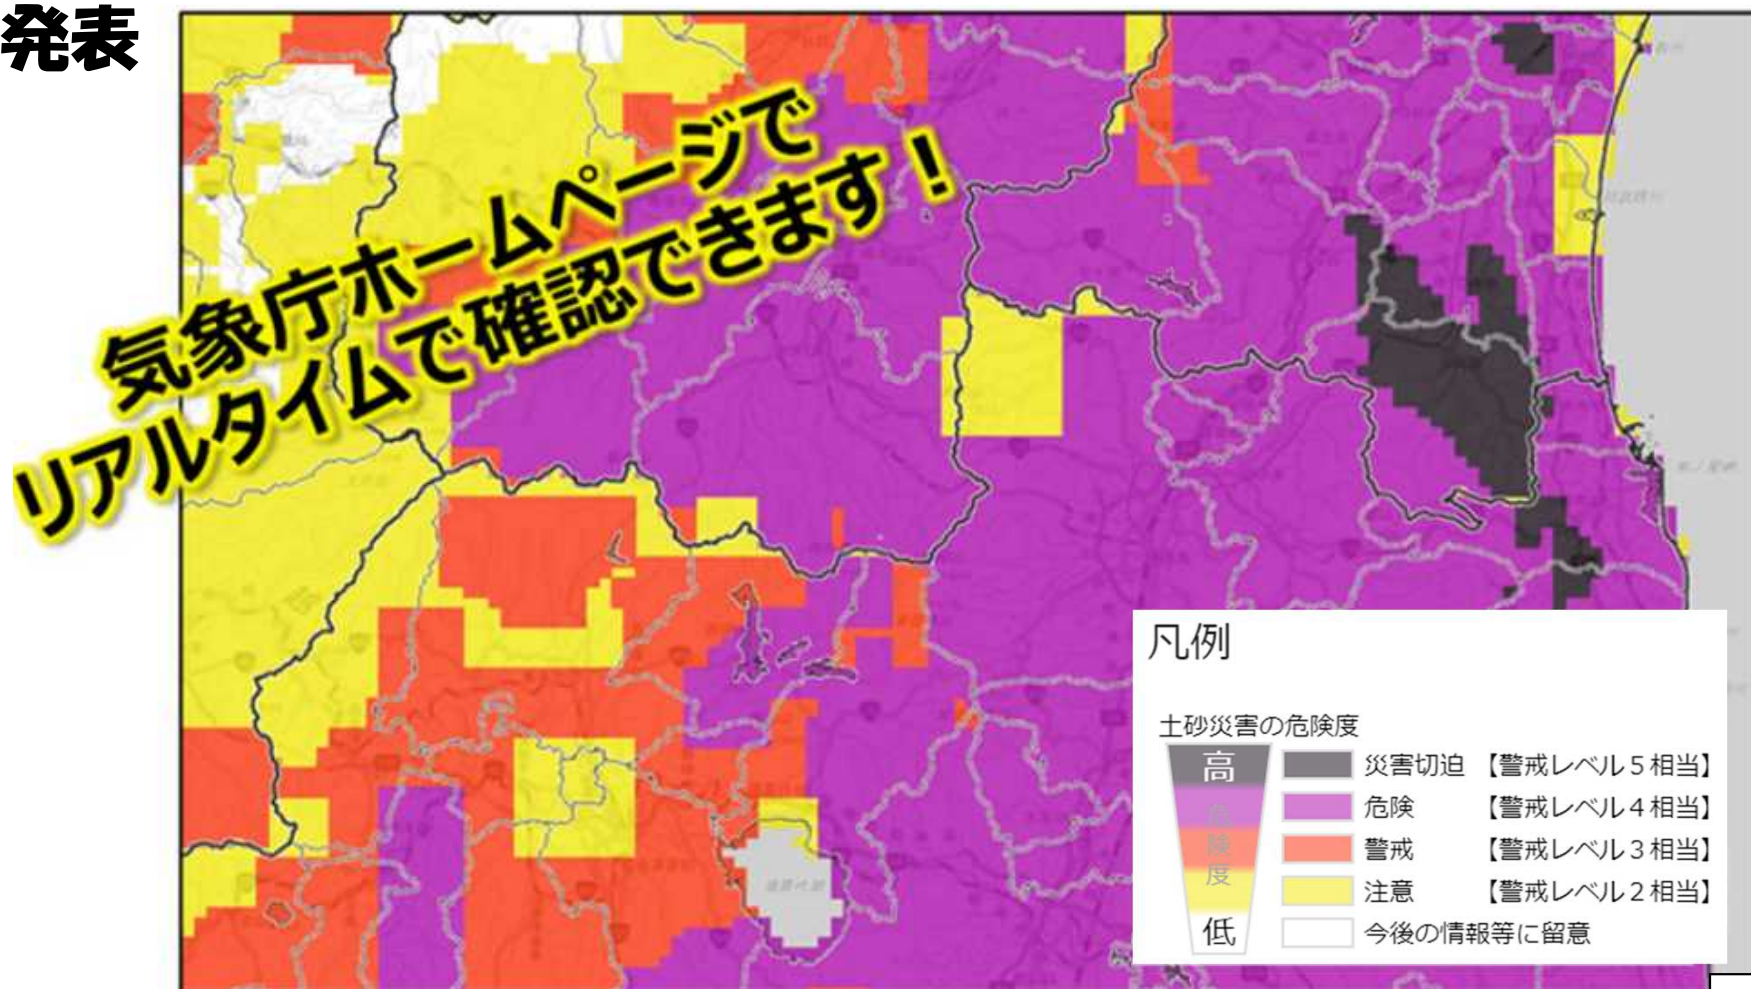 発表
気象庁ホームページで
リアルタイムで確認できます！
凡例
土砂災害の危険度
高
危険度
低
災害切迫 【警戒レベル５相当】
危険 【警戒レベル４相当】
警戒 【警戒レベル３相当】
注意 【警戒レベル２相当】
今後の情報等に留意